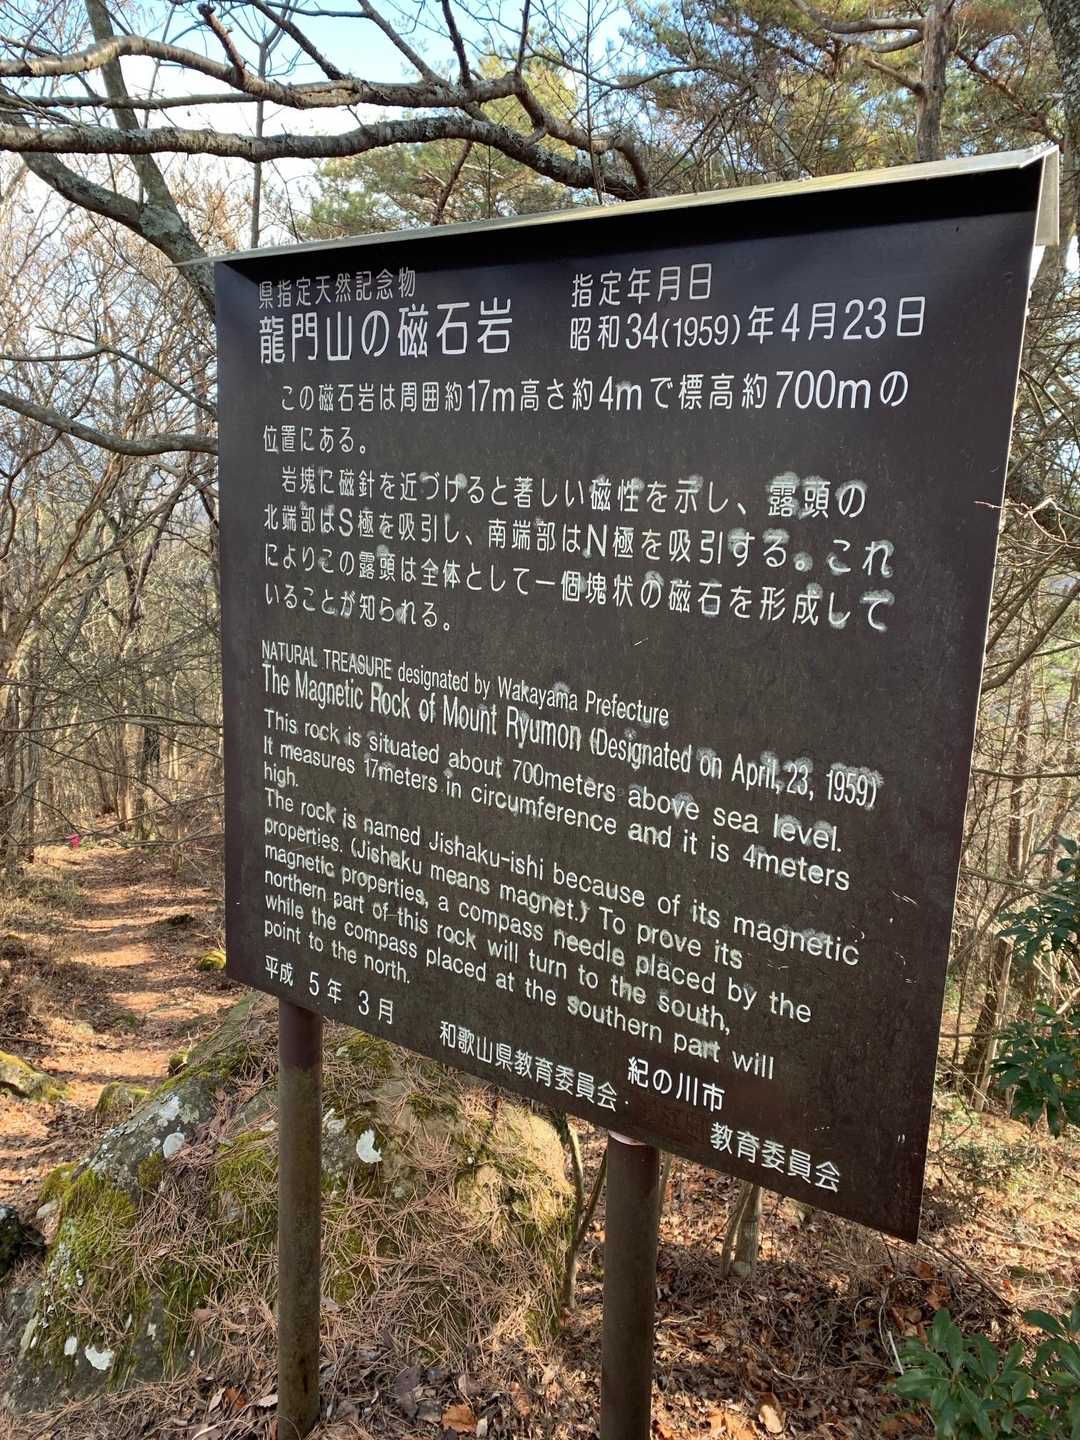 県指定天然記念物
龍門山の磁石岩
指定年月日
昭和34(1959)年4月23日
この磁石岩は周囲約17m高さ約4mで標高約700mの
位置にある。
岩塊に磁針を近づけると著しい磁性を示し、露頭の
北端部はS極を吸引し、南端部はN極を吸引する。これ
によりこの露頭は全体として一個塊状の磁石を形成して
いることが知られる。
NATURAL TREASURE designated by Wakayama Prefecture
The Magnetic Rock of Mount Ryumon (Designated on April, 23, 1959)
This rock is situated about 700meters above sea level.
It measures 17meters in circumference and it is 4meters
high.
The rock is named Jishaku-ishi because of its magnetic
properties. (Jishaku means magnet.) To prove its
magnetic properties, a compass needle placed by the
northern part of this rock will turn to the south,
while the compass placed at the southern part will
point to the north.
平成 5年 3月
和歌山県教育委員会・
紀の川市
教育委員会